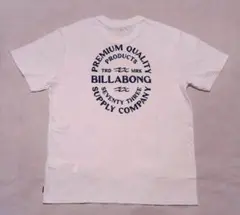 PREMIUM QUALITY
PRODUCTS
TRD MRK
BILLABONG
SEVENTY THREE
SUPPLY COMPANY